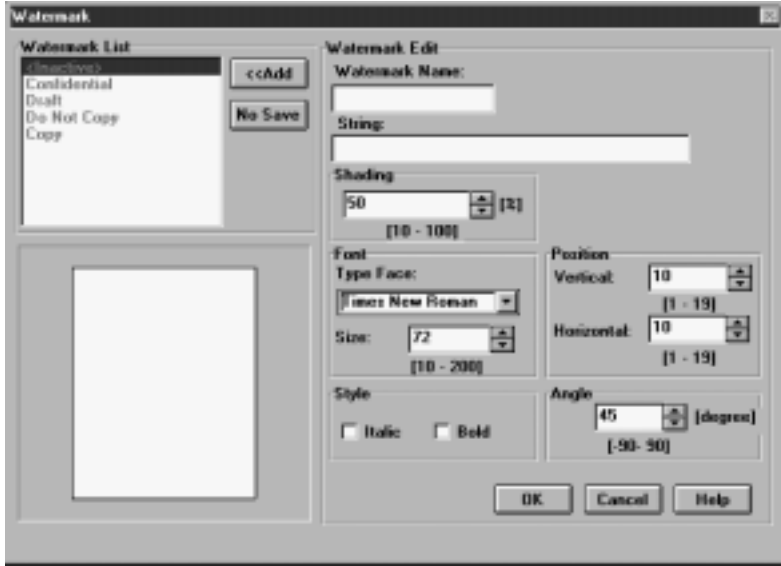 Watermark
Watermark List
<Inactive>
Confidential
Draft
Do Not Copy
Copy
<<Add
No Save
Watermark Edit
Watermark Name:
String:
Shading
50 [%]
[10 - 100]
Font
Type Face:
Times New Roman
Size: 72
[10 - 200]
Position
Vertical: 10
[1 - 19]
Horizontal: 10
[1 - 19]
Style
Italic Bold
Angle
45 [degree]
[-90- 90]
OK Cancel Help